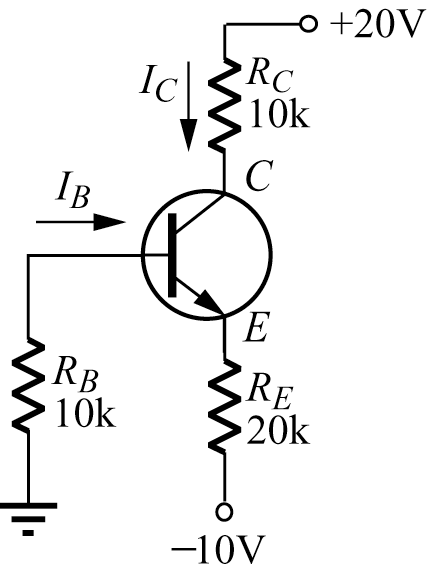 +20V
I_C
R_C
10k
C
I_B
E
R_B
10k
R_E
20k
−10V